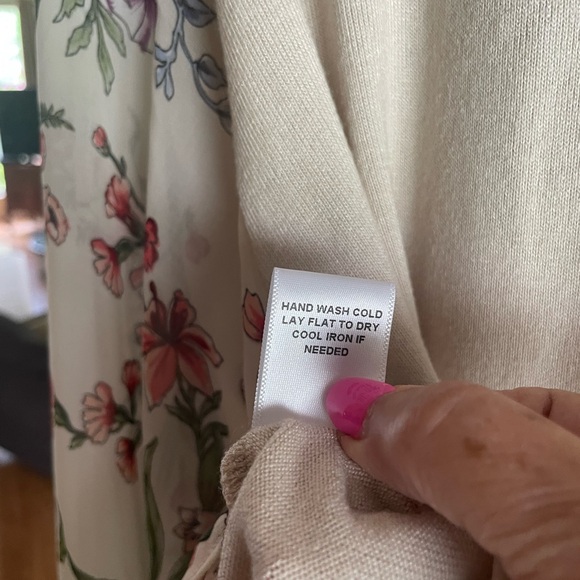 HAND WASH COLD
LAY FLAT TO DRY
COOL IRON IF
NEEDED